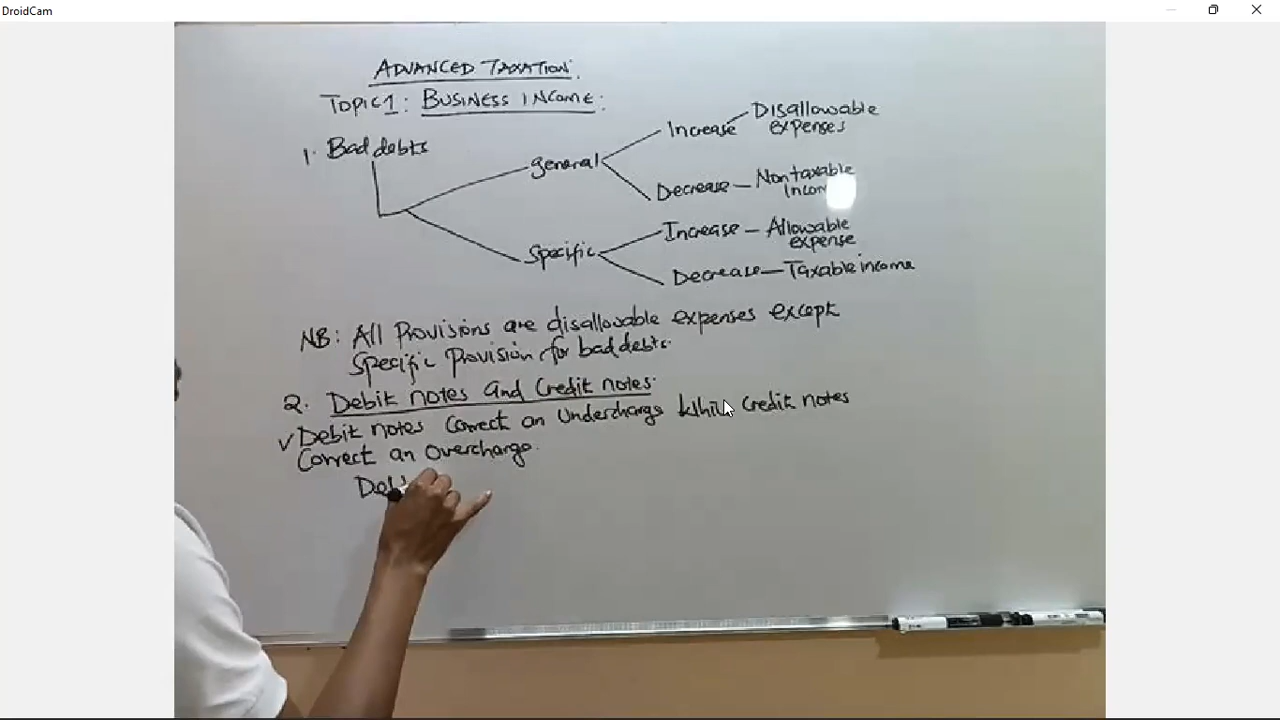 DroidCam
ADVANCED TAXATION.
TOPIC 1: BUSINESS INCOME:
1. Bad debts
general
Increase
Disallowable
expenses
Decrease – Non taxable
Specific
Increase – Allowable
expense
Decrease – Taxable income
NB: All Provisions are disallowable expenses except
Specific Provision for bad debts.
2. Debit notes and Credit notes.
✓ Debit notes Correct an Undercharge Credit notes
Correct an Overcharge.